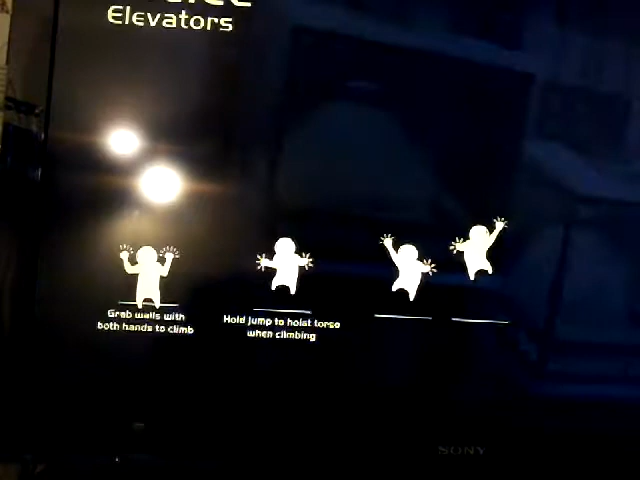 Elevators
Grab walls with
both hands to climb
Hold jump to hoist torso
when climbing
SONY